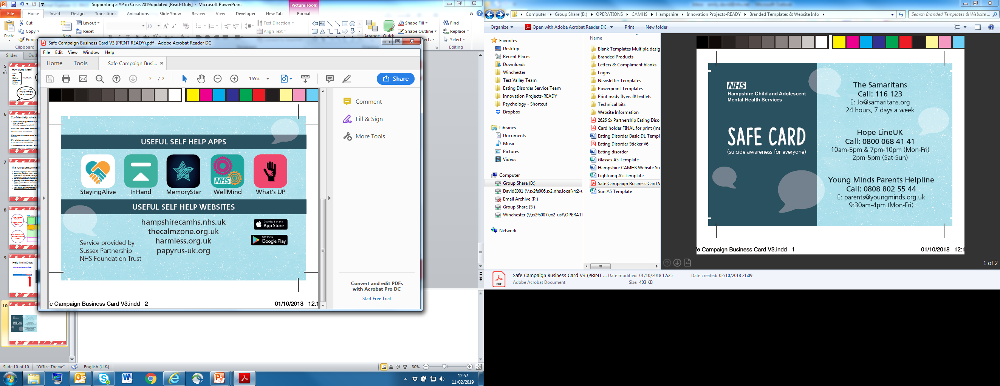 Supporting a YP in Crisis 2019updated [Read-Only] - Microsoft PowerPoint
Picture Tools
File Home Insert Design Transitions Animations Slide Show Review View Developer New Tab Format
Paste
Cut
Copy
Clipboard
New
Layout
Reset
18
Text Direction
Align Text
Arrange
Quick
Shape Fill
Shape Outline
Find
Replace
Select
Editing
Slides
5
How does it feel?
NORMAL
6
7
8
9
Help I'm in Crisis
10
SAFE CARD
Safe Campaign Business Card V3 (PRINT READY).pdf - Adobe Acrobat Reader DC
File Edit View Window Help
Home Tools Safe Campaign Busi...
2 / 2
165%
Share
USEFUL SELF HELP APPS
StayingAlive InHand MemoryStar WellMind What's UP
NHS
USEFUL SELF HELP WEBSITES
hampshirecamhs.nhs.uk
thecalmzone.org.uk
harmless.org.uk
papyrus-uk.org
Download on the
App Store
GET IT ON
Google Play
Service provided by
Sussex Partnership
NHS Foundation Trust
fe Campaign Business Card V3.indd 2
01/10/2018 12:1
Comment
Fill & Sign
More Tools
Convert and edit PDFs
with Acrobat Pro DC
Start Free Trial
Slide 10 of 10
"Office Theme"
English (U.K.)
80%
12:57
11/02/2019
Computer Group Share (B:) OPERATIONS CAMHS Hampshire Innovation Projects-READY Branded Templates & Website Info
Search Branded Templates & Website ...
Organize Open with Adobe Acrobat Reader DC Print New folder
Favorites
Desktop
Recent Places
Downloads
Winchester
Test Valley Team
Eating Disorder Service Team
Innovation Projects-READY
Psychology - Shortcut
Dropbox
Libraries
Documents
Music
Pictures
Videos
Computer
Group Share (B:)
DavidE001 (\\rx2fs006.rx2.nhs.local\rx2-u
Email Archive (P:)
Group Share (S:)
Winchester (\\rx2fs007\rx2-usf\OPERATI
Network
Name
Blank Templates Multiple desig
Branded Products
Letters & Compliment blanks
Logos
Newsletter Templates
Powerpoint Templates
Print ready flyers & leaflets
Technical bits
Website Information
2626 Sx Partnership Eating Diso
Card holder FINAL for print (ma
Eating Disorder Basic DL Templ
Eating Disorder Sticker V6
Eating disorder
Glasses A5 Template
Hampshire CAMHS Website Su
Lightning A5 Template
Safe Campaign Business Card V
Sun A5 Template
NHS
Hampshire Child and Adolescent
Mental Health Services
SAFE CARD
(suicide awareness for everyone)
The Samaritans
Call: 116 123
E: Jo@samaritans.org
24 hours, 7 days a week
Hope LineUK
Call: 0800 068 41 41
10am-5pm & 7pm-10pm (Mon-Fri)
2pm-5pm (Sat-Sun)
Young Minds Parents Helpline
Call: 0808 802 55 44
E: parents@youngminds.org.uk
9:30am-4pm (Mon-Fri)
fe Campaign Business Card V3.indd 1
01/10/2018 12:1
1 of 2
Safe Campaign Business Card V3 (PRINT ... Date modified: 01/10/2018 12:25 Date created: 02/10/2018 21:09
Adobe Acrobat Document Size: 403 KB